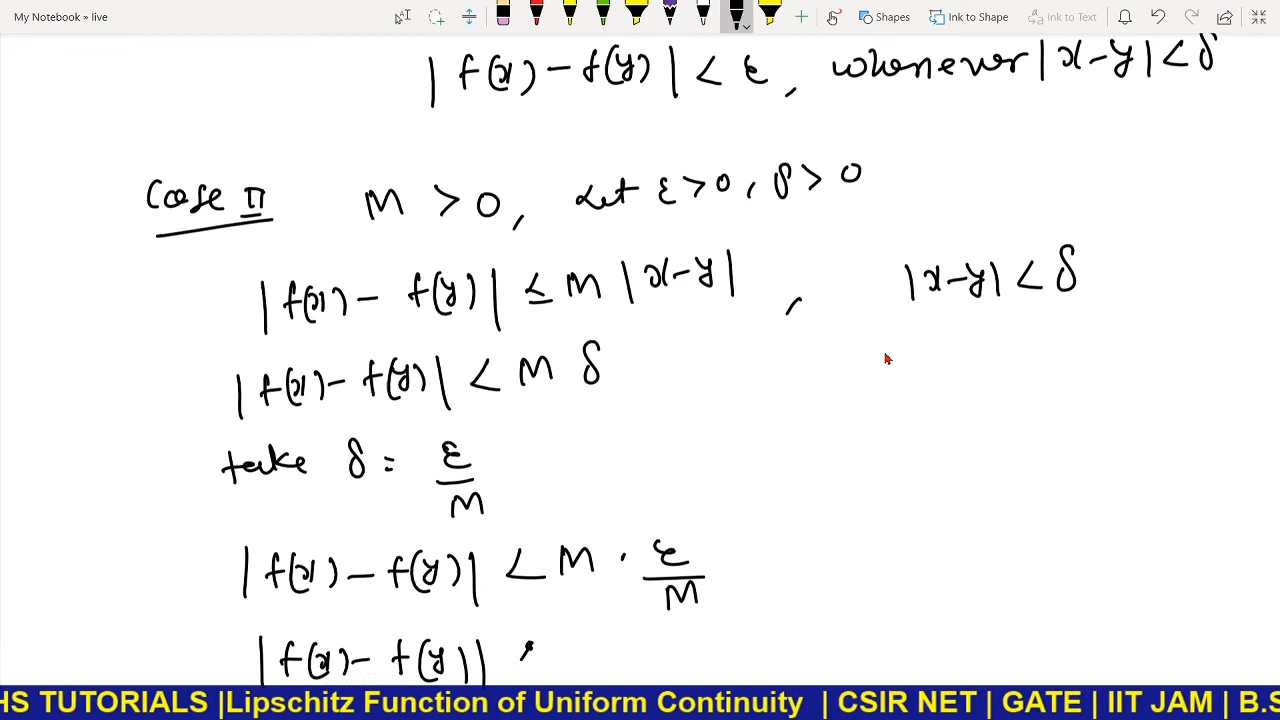 My Notebook » live
Shapes Ink to Shape Ink to Text
| f(x) – f(y) | < ε, whenever |x–y| < δ
Case II M > 0, Let ε > 0, δ > 0
|f(x) – f(y)| ≤ M |x–y| , |x–y| < δ
|f(x) – f(y)| < M δ
take δ = ε/M
|f(x) – f(y)| < M · ε/M
|f(x) – f(y)|
HS TUTORIALS |Lipschitz Function of Uniform Continuity | CSIR NET | GATE | IIT JAM | B.S